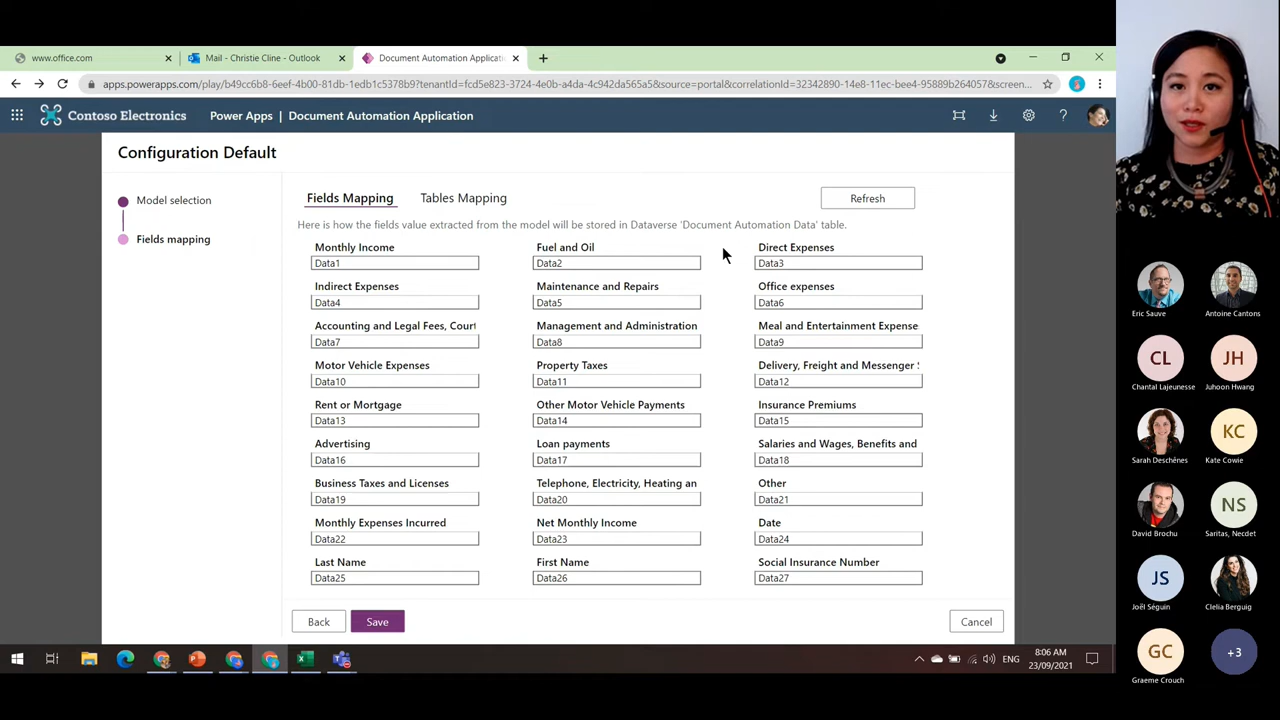 www.office.com
Mail - Christie Cline - Outlook
Document Automation Applicati
apps.powerapps.com/play/b49cc6b8-6eef-4b00-81db-1edb1c5378b9?tenantId=fcd5e823-3724-4e0b-a4da-4c942da565a5&source=portal&correlationId=32342890-14e8-11ec-bee4-95889b264057&screen...
Contoso Electronics
Power Apps | Document Automation Application
Configuration Default
Model selection
Fields mapping
Fields Mapping
Tables Mapping
Refresh
Here is how the fields value extracted from the model will be stored in Dataverse 'Document Automation Data' table.
Monthly Income Fuel and Oil Direct Expenses
Data1 Data2 Data3
Indirect Expenses Maintenance and Repairs Office expenses
Data4 Data5 Data6
Accounting and Legal Fees, Court Management and Administration Meal and Entertainment Expense
Data7 Data8 Data9
Motor Vehicle Expenses Property Taxes Delivery, Freight and Messenger
Data10 Data11 Data12
Rent or Mortgage Other Motor Vehicle Payments Insurance Premiums
Data13 Data14 Data15
Advertising Loan payments Salaries and Wages, Benefits and
Data16 Data17 Data18
Business Taxes and Licenses Telephone, Electricity, Heating an Other
Data19 Data20 Data21
Monthly Expenses Incurred Net Monthly Income Date
Data22 Data23 Data24
Last Name First Name Social Insurance Number
Data25 Data26 Data27
Back
Save
Cancel
ENG
8:06 AM
23/09/2021
Eric Sauve
Antoine Cantons
CL
JH
Chantal Lajeunesse
Juhoon Hwang
KC
Sarah Deschênes
Kate Cowie
NS
David Brochu
Saritas, Necdet
JS
Joël Séguin
Clelia Berguig
GC
+3
Graeme Crouch